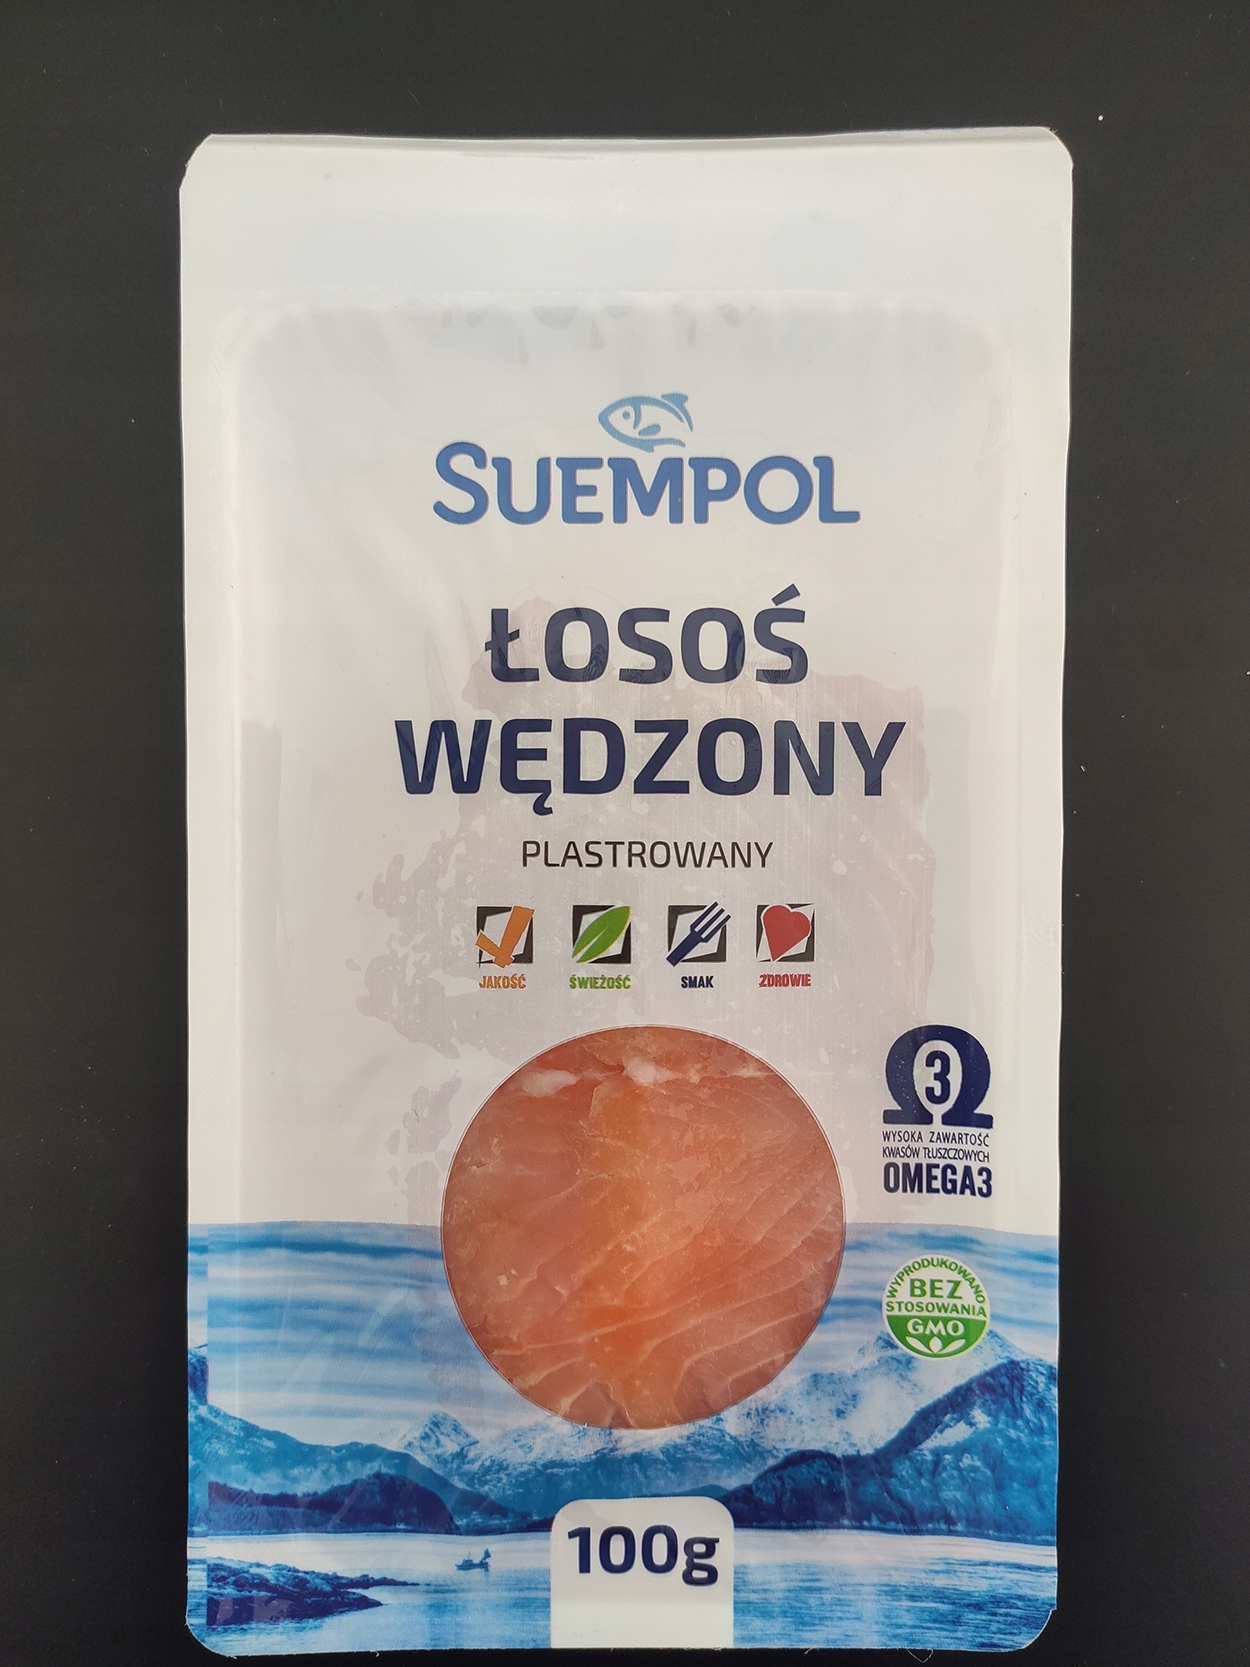 SUEMPOL
ŁOSOŚ
WĘDZONY
PLASTROWANY
JAKOŚĆ ŚWIEŻOŚĆ SMAK ZDROWIE
3
WYSOKA ZAWARTOŚĆ
KWASÓW TŁUSZCZOWYCH
OMEGA3
WYPRODUKOWANO
BEZ
STOSOWANIA
GMO
100g